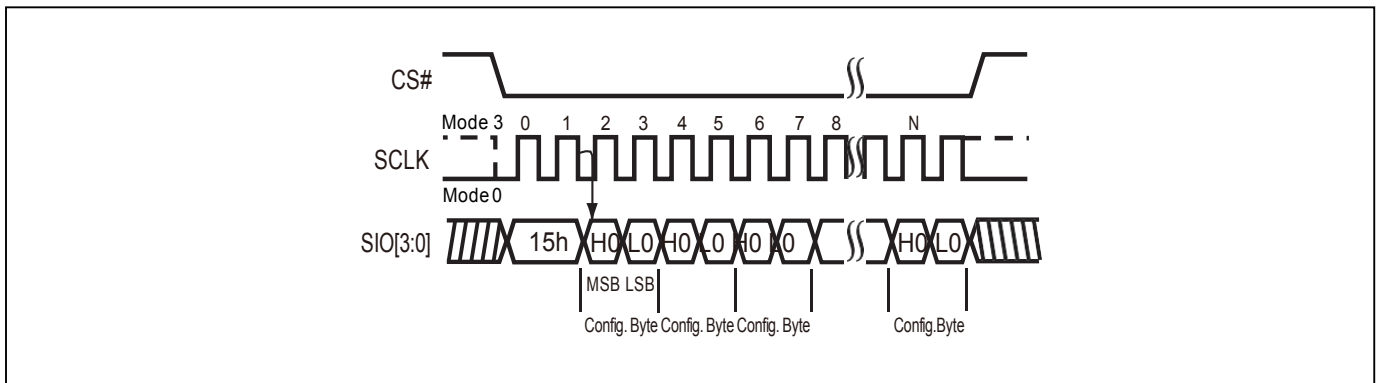 CS#
Mode 3 0 1 2 3 4 5 6 7 8 N
SCLK
Mode 0
SIO[3:0] 15h H0 L0 H0 L0 H0 L0 H0 L0
MSB LSB
Config. Byte Config. Byte Config. Byte Config.Byte